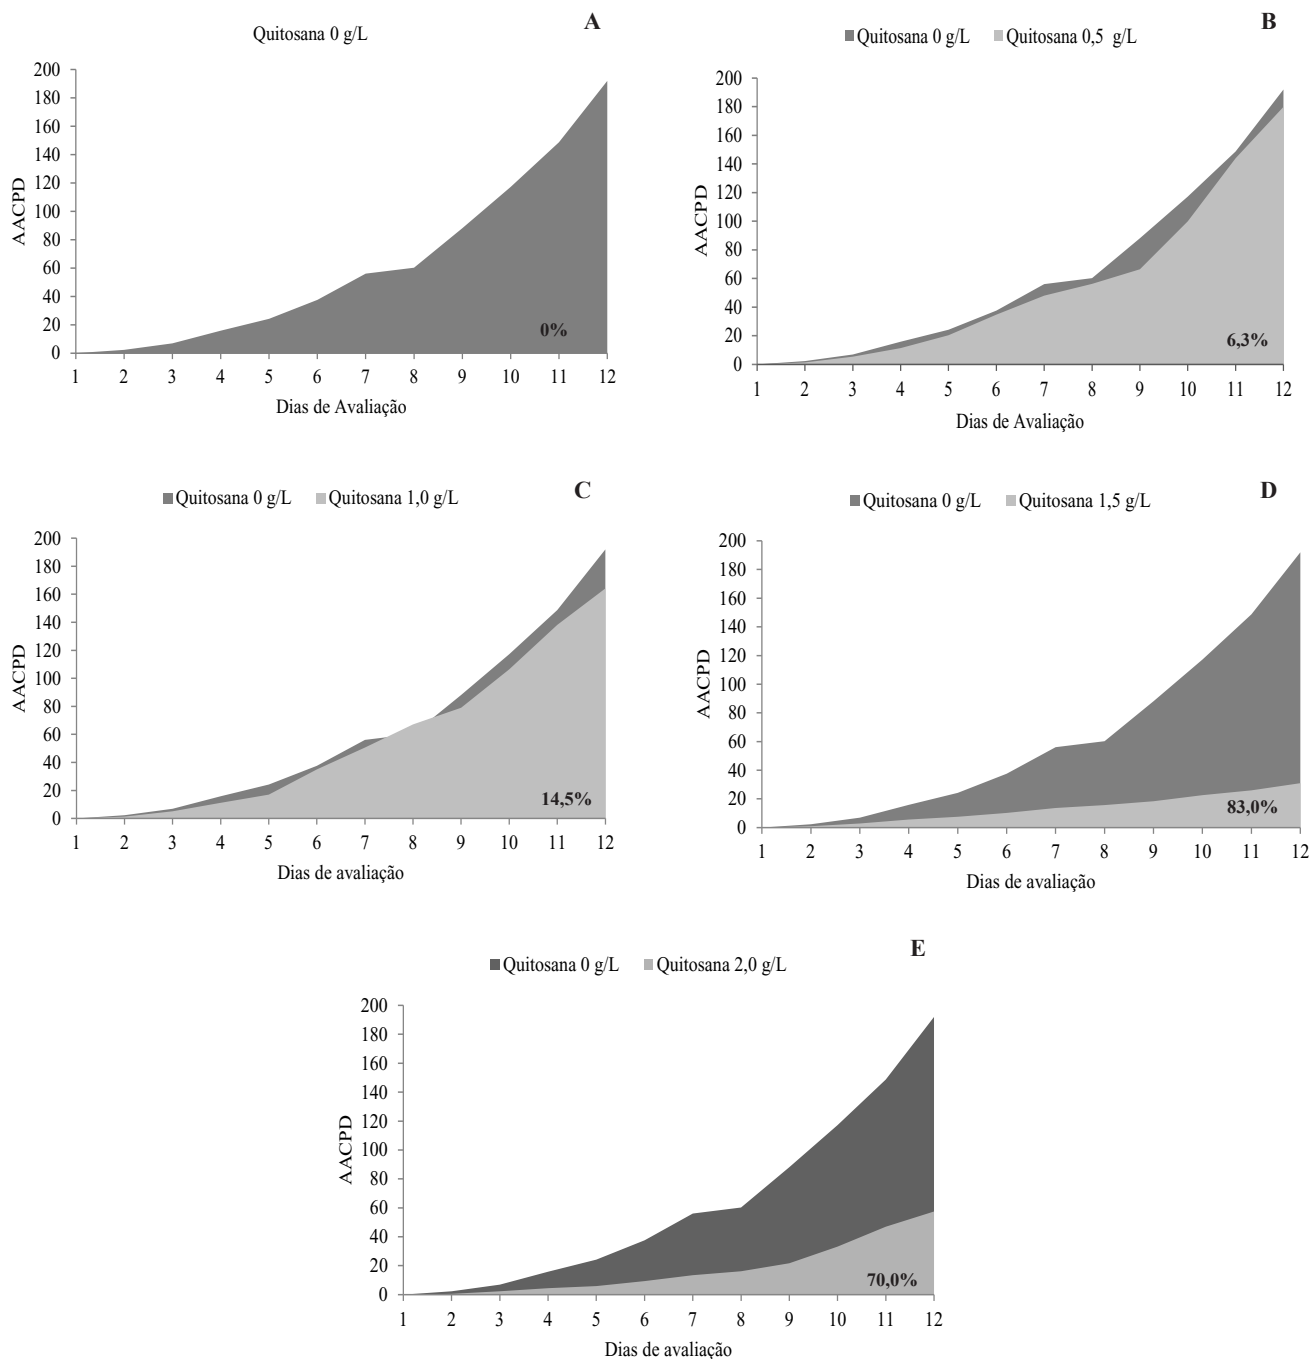 Quitosana 0 g/L
A
200
180
160
140
120
100
80
60
40
20
0
AACPD
0%
1 2 3 4 5 6 7 8 9 10 11 12
Dias de Avaliação
Quitosana 0 g/L Quitosana 0,5 g/L
B
200
180
160
140
120
100
80
60
40
20
0
AACPD
6,3%
1 2 3 4 5 6 7 8 9 10 11 12
Dias de Avaliação
Quitosana 0 g/L Quitosana 1,0 g/L
C
200
180
160
140
120
100
80
60
40
20
0
AACPD
14,5%
1 2 3 4 5 6 7 8 9 10 11 12
Dias de avaliação
Quitosana 0 g/L Quitosana 1,5 g/L
D
200
180
160
140
120
100
80
60
40
20
0
AACPD
83,0%
1 2 3 4 5 6 7 8 9 10 11 12
Dias de avaliação
Quitosana 0 g/L Quitosana 2,0 g/L
E
200
180
160
140
120
100
80
60
40
20
0
AACPD
70,0%
1 2 3 4 5 6 7 8 9 10 11 12
Dias de avaliação